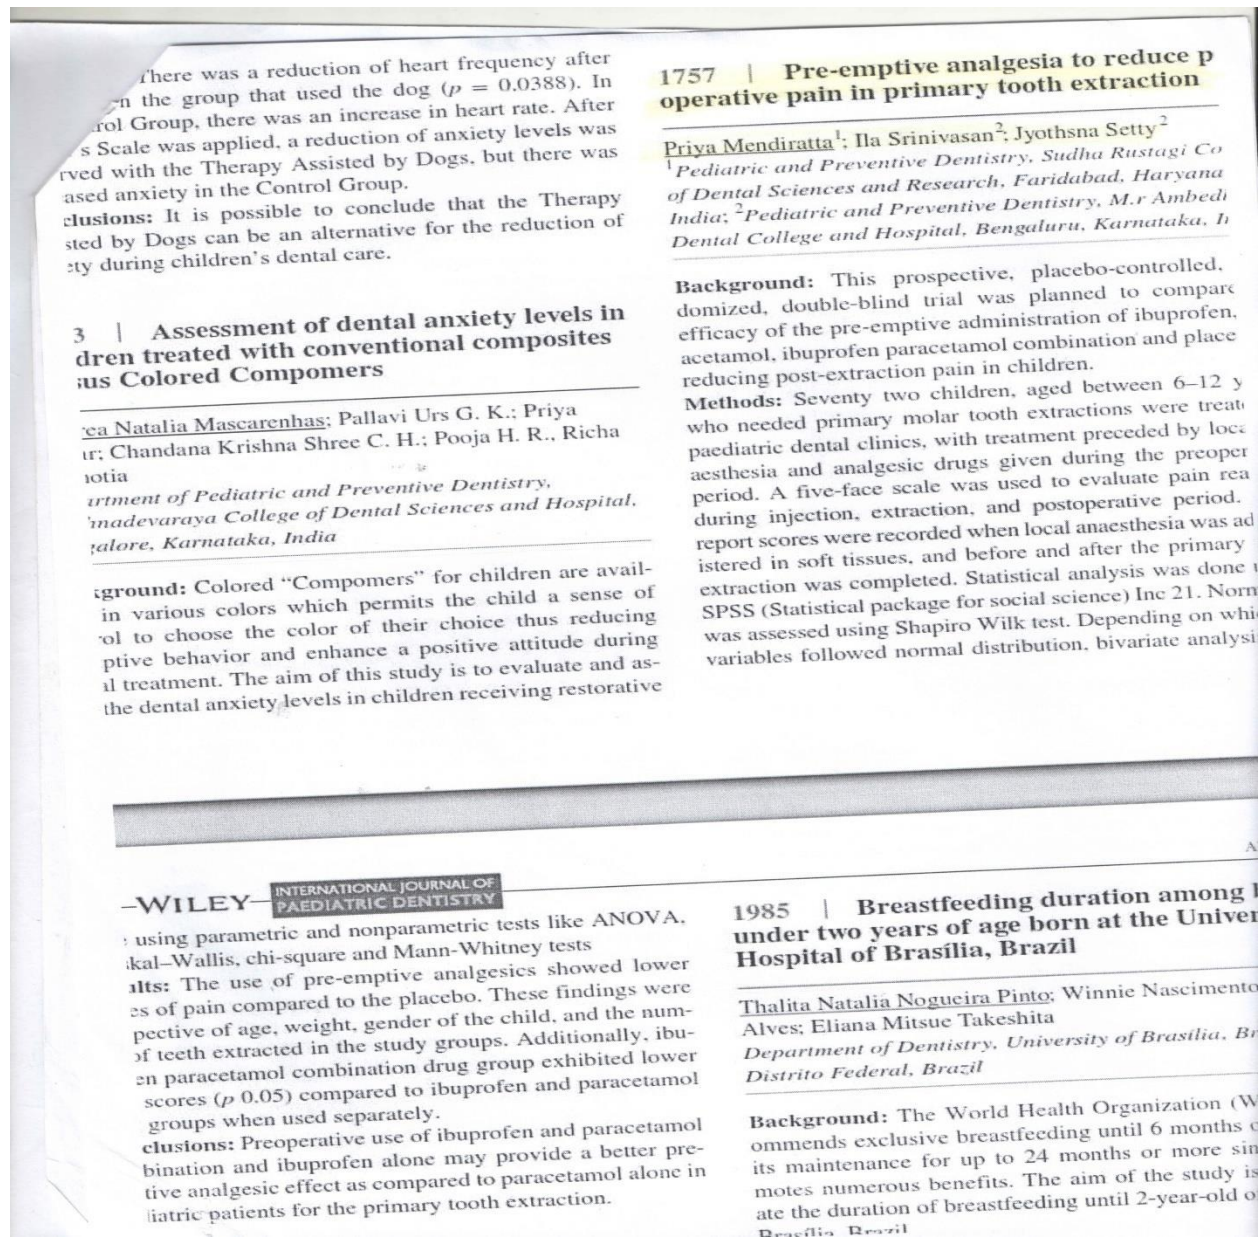 There was a reduction of heart frequency after
n the group that used the dog (p = 0.0388). In
rol Group, there was an increase in heart rate. After
s Scale was applied, a reduction of anxiety levels was
rved with the Therapy Assisted by Dogs, but there was
ased anxiety in the Control Group.
clusions: It is possible to conclude that the Therapy
sted by Dogs can be an alternative for the reduction of
ety during children's dental care.
3 | Assessment of dental anxiety levels in
dren treated with conventional composites
sus Colored Compomers
ca Natalia Mascarenhas; Pallavi Urs G. K.; Priya
ur; Chandana Krishna Shree C. H.; Pooja H. R., Richa
notia
artment of Pediatric and Preventive Dentistry,
madevaraya College of Dental Sciences and Hospital,
galore, Karnataka, India
ground: Colored "Compomers" for children are avail-
in various colors which permits the child a sense of
ol to choose the color of their choice thus reducing
ptive behavior and enhance a positive attitude during
al treatment. The aim of this study is to evaluate and as-
the dental anxiety levels in children receiving restorative
1757 | Pre-emptive analgesia to reduce p
operative pain in primary tooth extraction
Priya Mendiratta1; Ila Srinivasan2; Jyothsna Setty2
1Pediatric and Preventive Dentistry, Sudha Rustagi Co
of Dental Sciences and Research, Faridabad, Haryana
India; 2Pediatric and Preventive Dentistry, M.r Ambed
Dental College and Hospital, Bengaluru, Karnataka, I
Background: This prospective, placebo-controlled,
domized, double-blind trial was planned to compare
efficacy of the pre-emptive administration of ibuprofen,
acetamol, ibuprofen paracetamol combination and place
reducing post-extraction pain in children.
Methods: Seventy two children, aged between 6–12 y
who needed primary molar tooth extractions were treat
paediatric dental clinics, with treatment preceded by loca
aesthesia and analgesic drugs given during the preoper
period. A five-face scale was used to evaluate pain rea
during injection, extraction, and postoperative period.
report scores were recorded when local anaesthesia was ad
istered in soft tissues, and before and after the primary
extraction was completed. Statistical analysis was done u
SPSS (Statistical package for social science) Inc 21. Norn
was assessed using Shapiro Wilk test. Depending on whi
variables followed normal distribution, bivariate analysi
WILEY INTERNATIONAL JOURNAL OF
PAEDIATRIC DENTISTRY
A
using parametric and nonparametric tests like ANOVA,
kal–Wallis, chi-square and Mann-Whitney tests
ults: The use of pre-emptive analgesics showed lower
es of pain compared to the placebo. These findings were
pective of age, weight, gender of the child, and the num-
of teeth extracted in the study groups. Additionally, ibu-
en paracetamol combination drug group exhibited lower
scores (p 0.05) compared to ibuprofen and paracetamol
groups when used separately.
clusions: Preoperative use of ibuprofen and paracetamol
bination and ibuprofen alone may provide a better pre-
tive analgesic effect as compared to paracetamol alone in
iatric patients for the primary tooth extraction.
1985 | Breastfeeding duration among
under two years of age born at the Univer
Hospital of Brasília, Brazil
Thalita Natalia Nogueira Pinto; Winnie Nascimento
Alves; Eliana Mitsue Takeshita
Department of Dentistry, University of Brasília, Br
Distrito Federal, Brazil
Background: The World Health Organization (W
ommends exclusive breastfeeding until 6 months o
its maintenance for up to 24 months or more sin
motes numerous benefits. The aim of the study is
ate the duration of breastfeeding until 2-year-old o
Brasília, Brazil